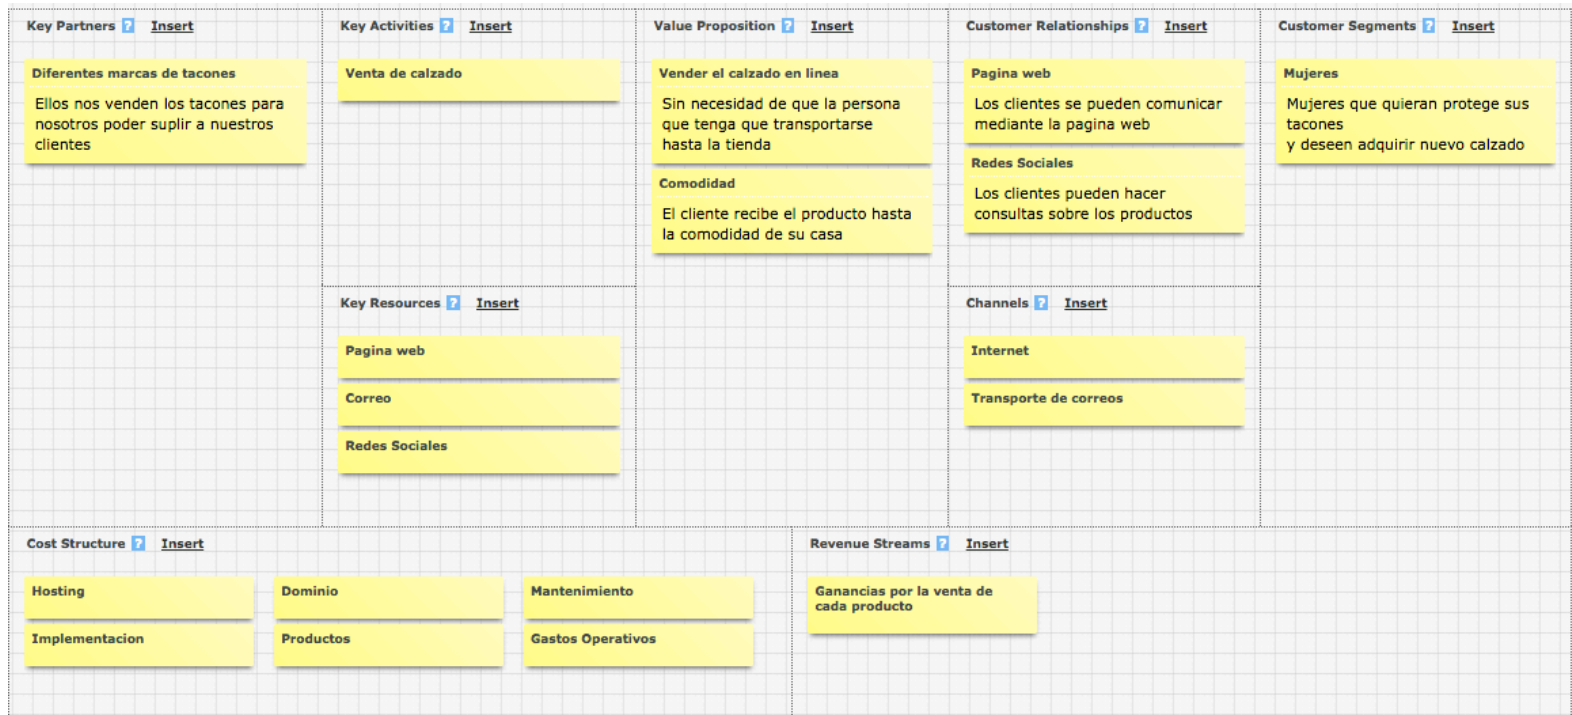 Key Partners ? Insert
Diferentes marcas de tacones
Ellos nos venden los tacones para
nosotros poder suplir a nuestros
clientes
Key Activities ? Insert
Venta de calzado
Key Resources ? Insert
Pagina web
Correo
Redes Sociales
Value Proposition ? Insert
Vender el calzado en linea
Sin necesidad de que la persona
que tenga que transportarse
hasta la tienda
Comodidad
El cliente recibe el producto hasta
la comodidad de su casa
Customer Relationships ? Insert
Pagina web
Los clientes se pueden comunicar
mediante la pagina web
Redes Sociales
Los clientes pueden hacer
consultas sobre los productos
Channels ? Insert
Internet
Transporte de correos
Customer Segments ? Insert
Mujeres
Mujeres que quieran protege sus
tacones
y deseen adquirir nuevo calzado
Cost Structure ? Insert
Hosting
Dominio
Mantenimiento
Implementacion
Productos
Gastos Operativos
Revenue Streams ? Insert
Ganancias por la venta de
cada producto